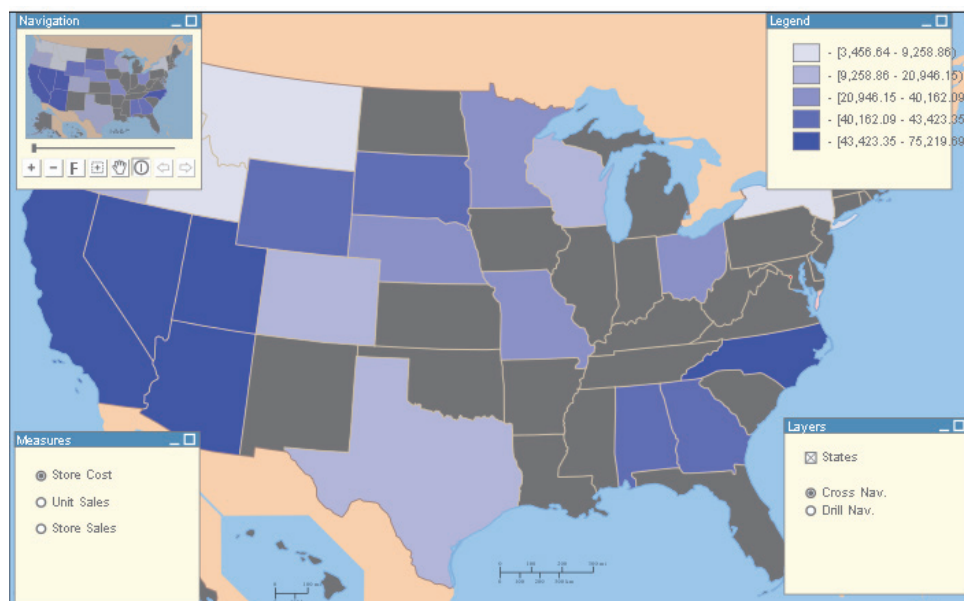 Navigation
F
Legend
- [3,456.64 - 9,258.86)
- [9,258.86 - 20,946.15)
- [20,946.15 - 40,162.09
- [40,162.09 - 43,423.35
- [43,423.35 - 75,219.69
Measures
Store Cost
Unit Sales
Store Sales
Layers
States
Cross Nav.
Drill Nav.